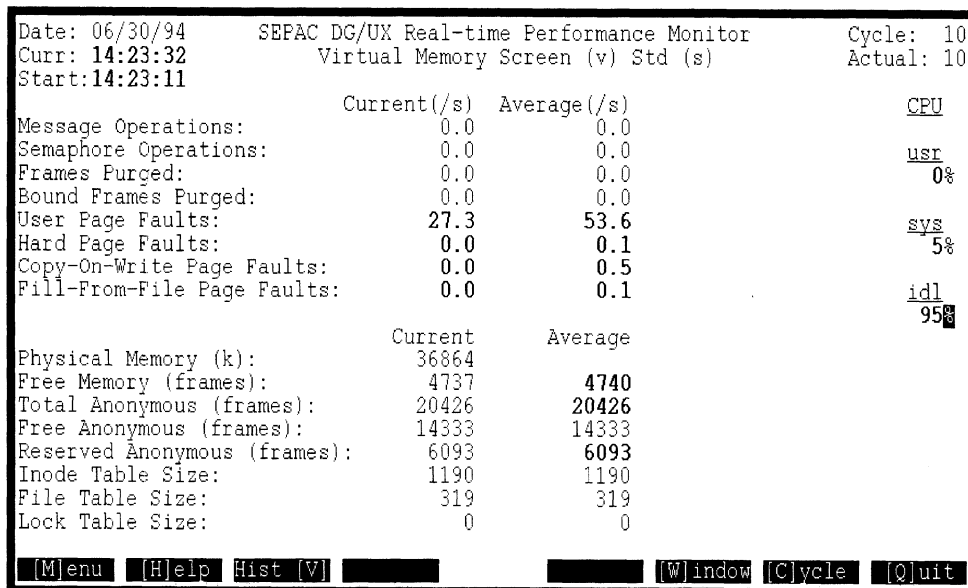 Date: 06/30/94 SEPAC DG/UX Real-time Performance Monitor Cycle: 10
Curr: 14:23:32 Virtual Memory Screen (v) Std (s) Actual: 10
Start:14:23:11
Current(/s) Average(/s) CPU
Message Operations: 0.0 0.0
Semaphore Operations: 0.0 0.0 usr
Frames Purged: 0.0 0.0 0%
Bound Frames Purged: 0.0 0.0
User Page Faults: 27.3 53.6 sys
Hard Page Faults: 0.0 0.1 5%
Copy-On-Write Page Faults: 0.0 0.5
Fill-From-File Page Faults: 0.0 0.1 idl
95%
Current Average
Physical Memory (k): 36864
Free Memory (frames): 4737 4740
Total Anonymous (frames): 20426 20426
Free Anonymous (frames): 14333 14333
Reserved Anonymous (frames): 6093 6093
Inode Table Size: 1190 1190
File Table Size: 319 319
Lock Table Size: 0 0
[M]enu [H]elp Hist [V] [W]indow [C]ycle [Q]uit